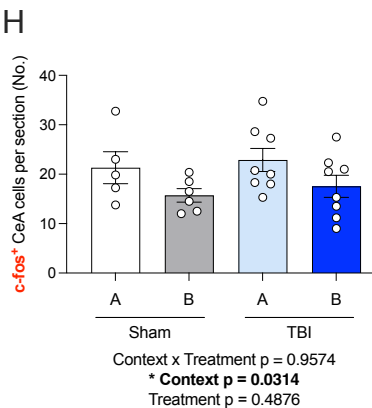 H
c-fos⁺ CeA cells per section (No.)
40
30
20
10
0
A B A B
Sham TBI
Context x Treatment p = 0.9574
* Context p = 0.0314
Treatment p = 0.4876